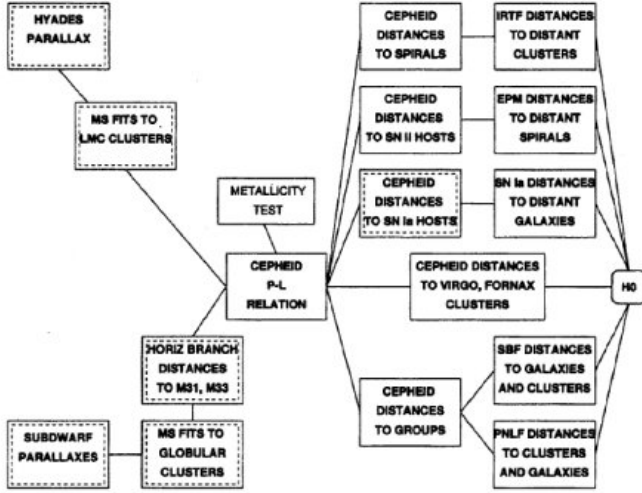 HYADES
PARALLAX
MS FITS TO
LMC CLUSTERS
METALLICITY
TEST
CEPHEID
P-L
RELATION
HORIZ BRANCH
DISTANCES
TO M31, M33
SUBDWARF
PARALLAXES
MS FITS TO
GLOBULAR
CLUSTERS
CEPHEID
DISTANCES
TO SPIRALS
IRTF DISTANCES
TO DISTANT
CLUSTERS
CEPHEID
DISTANCES
TO SN II HOSTS
EPM DISTANCES
TO DISTANT
SPIRALS
CEPHEID
DISTANCES
TO SN Ia HOSTS
SN Ia DISTANCES
TO DISTANT
GALAXIES
CEPHEID DISTANCES
TO VIRGO, FORNAX
CLUSTERS
H0
CEPHEID
DISTANCES
TO GROUPS
SBF DISTANCES
TO GALAXIES
AND CLUSTERS
PNLF DISTANCES
TO CLUSTERS
AND GALAXIES